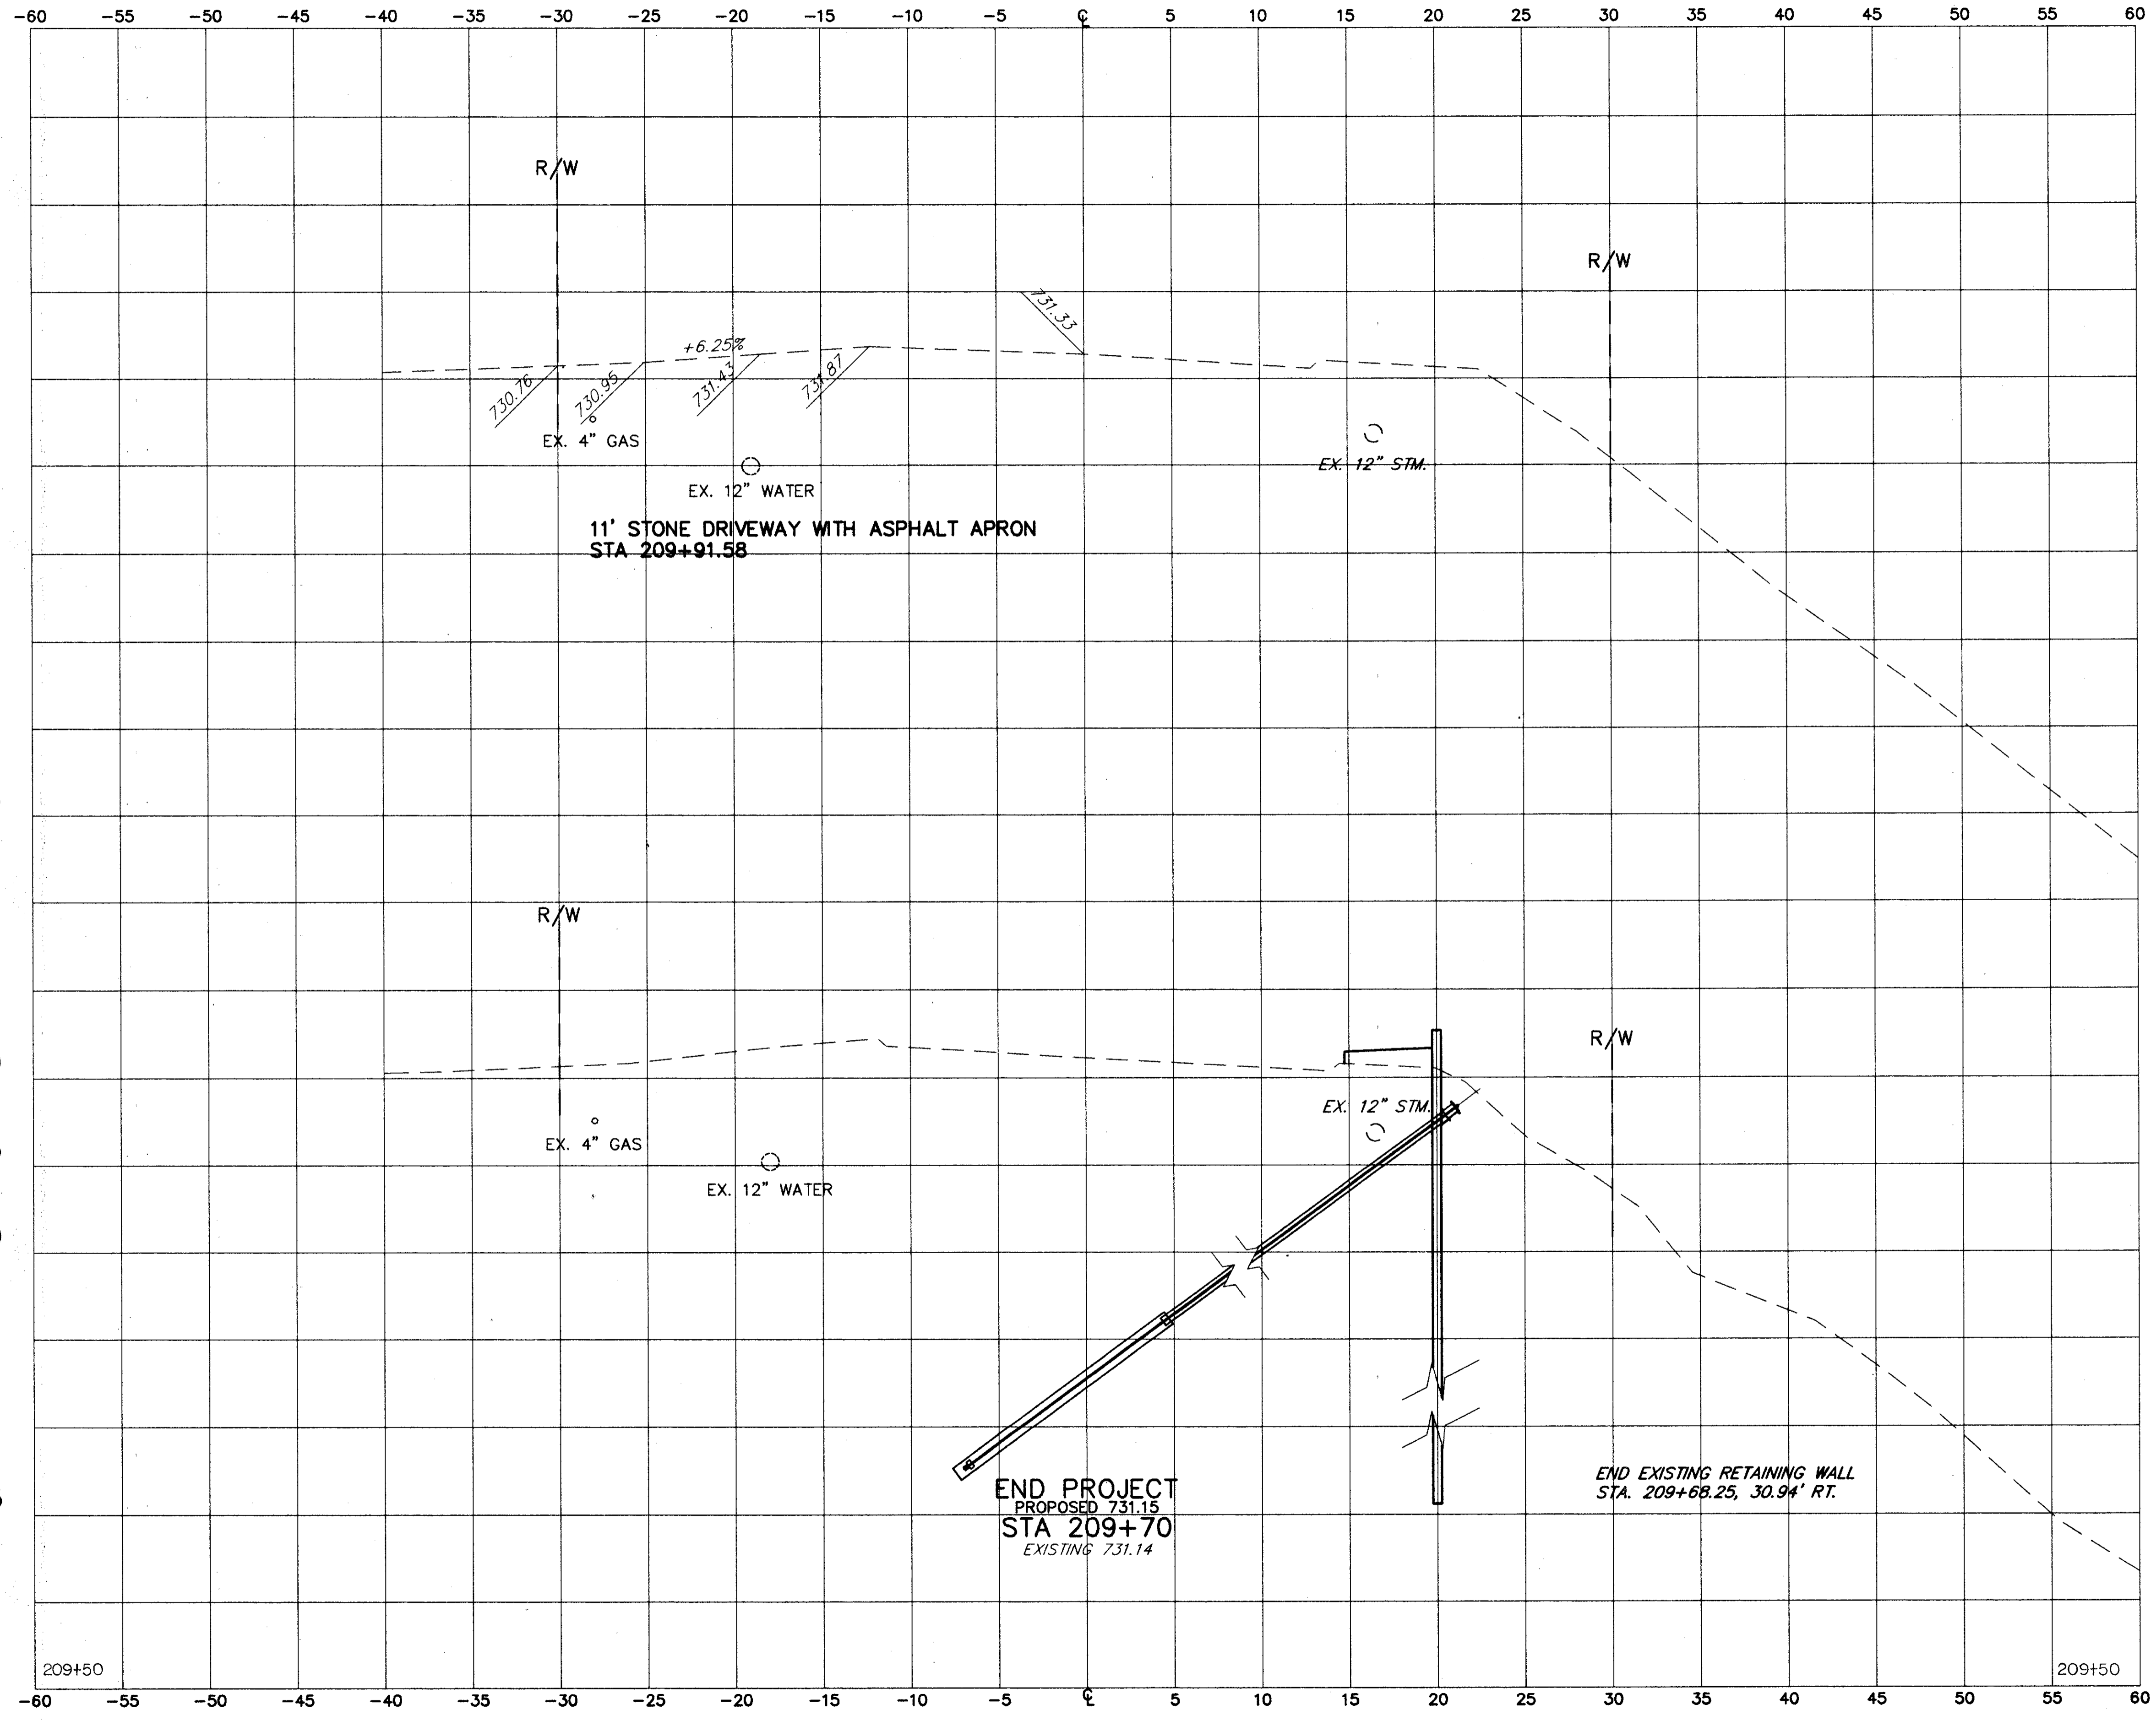 -60 -55 -50 -45 -40 -35 -30 -25 -20 -15 -10 -5 ℄ 5 10 15 20 25 30 35 40 45 50 55 60
R/W
R/W
731.33
+6.25%
730.76 730.95 731.43 731.87
EX. 4" GAS
EX. 12" STM.
EX. 12" WATER
11' STONE DRIVEWAY WITH ASPHALT APRON
STA 209+91.58
R/W
R/W
EX. 12" STM.
EX. 4" GAS
EX. 12" WATER
END PROJECT
PROPOSED 731.15
STA 209+70
EXISTING 731.14
END EXISTING RETAINING WALL
STA. 209+68.25, 30.94' RT.
209+50 209+50
-60 -55 -50 -45 -40 -35 -30 -25 -20 -15 -10 -5 ℄ 5 10 15 20 25 30 35 40 45 50 55 60